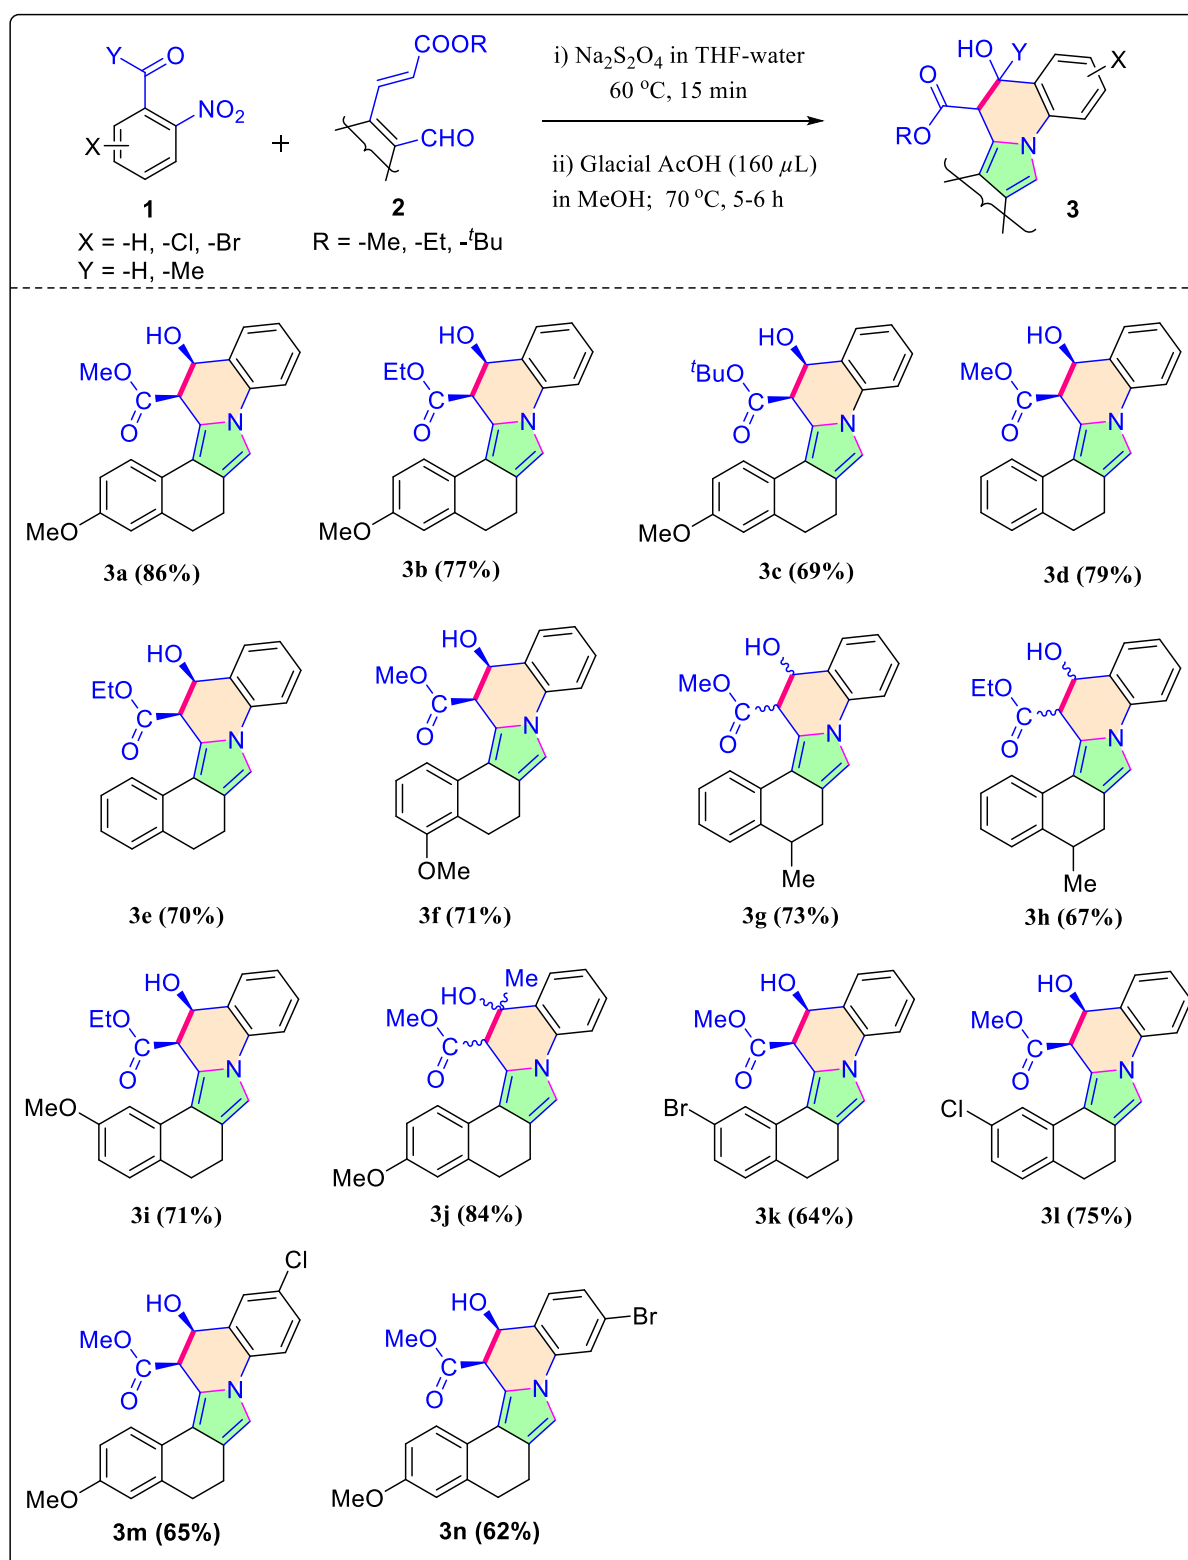 Y
O
NO₂
X
1
X = -H, -Cl, -Br
Y = -H, -Me
+
COOR
CHO
2
R = -Me, -Et, -ᵗBu
i) Na₂S₂O₄ in THF-water
60 °C, 15 min
ii) Glacial AcOH (160 µL)
in MeOH; 70 °C, 5-6 h
HO Y
X
O
RO
N
3
HO
MeO
C
O
N
MeO
3a (86%)
HO
EtO
C
O
N
MeO
3b (77%)
HO
ᵗBuO
C
O
N
MeO
3c (69%)
HO
MeO
C
O
N
3d (79%)
HO
EtO
C
O
N
3e (70%)
HO
MeO
C
O
N
OMe
3f (71%)
HO
MeO
C
O
N
Me
3g (73%)
HO
EtO
C
O
N
Me
3h (67%)
HO
EtO
C
O
N
MeO
3i (71%)
HO Me
MeO
C
O
N
MeO
3j (84%)
HO
MeO
C
O
N
Br
3k (64%)
HO
MeO
C
O
N
Cl
3l (75%)
Cl
HO
MeO
C
O
N
MeO
3m (65%)
HO
Br
MeO
C
O
N
MeO
3n (62%)